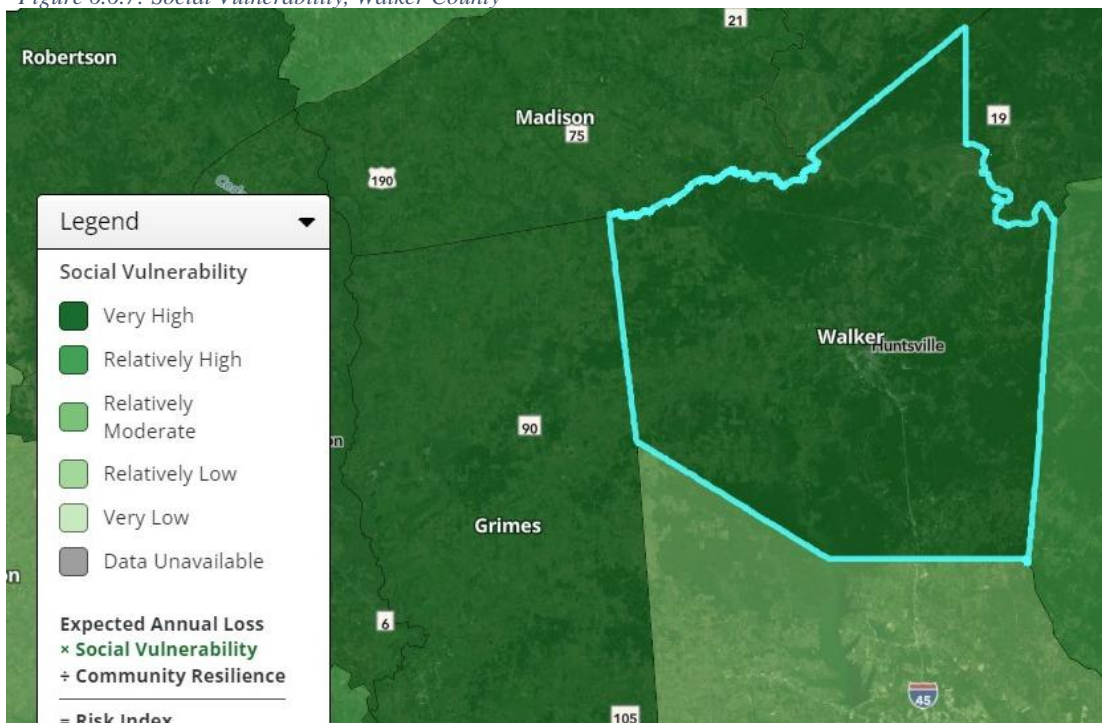 Figure 6.6.7: Social Vulnerability, Walker County
21
Robertson
Madison
75
19
190
Legend
Social Vulnerability
Very High
Relatively High
Relatively
Moderate
Relatively Low
Very Low
Data Unavailable
Expected Annual Loss
× Social Vulnerability
÷ Community Resilience
= Risk Index
Walker
Huntsville
90
on
Grimes
on
6
45
105